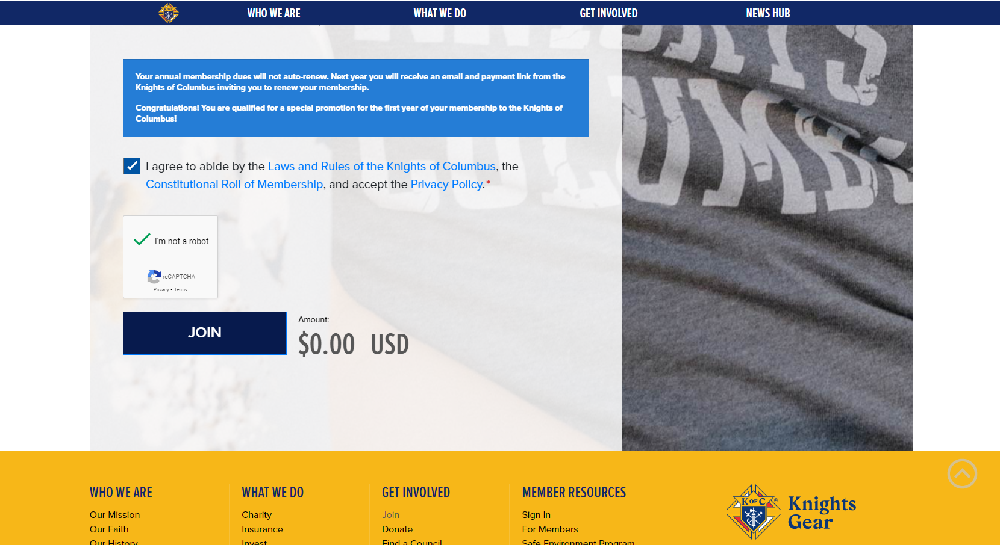 WHO WE ARE
WHAT WE DO
GET INVOLVED
NEWS HUB
Your annual membership dues will not auto-renew. Next year you will receive an email and payment link from the
Knights of Columbus inviting you to renew your membership.
Congratulations! You are qualified for a special promotion for the first year of your membership to the Knights of
Columbus!
I agree to abide by the Laws and Rules of the Knights of Columbus, the
Constitutional Roll of Membership, and accept the Privacy Policy.*
I'm not a robot
reCAPTCHA
Privacy - Terms
JOIN
Amount:
$0.00 USD
WHO WE ARE
Our Mission
Our Faith
Our History
WHAT WE DO
Charity
Insurance
Invest
GET INVOLVED
Join
Donate
Find a Council
MEMBER RESOURCES
Sign In
For Members
Safe Environment Program
K OF C®
Knights
Gear